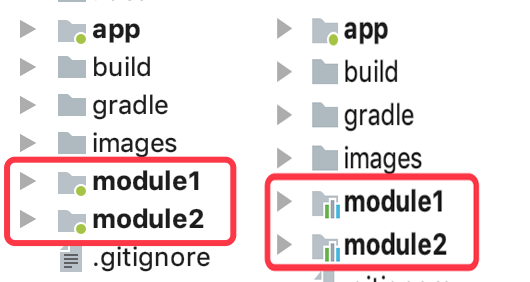 app
build
gradle
images
module1
module2
.gitignore
app
build
gradle
images
module1
module2